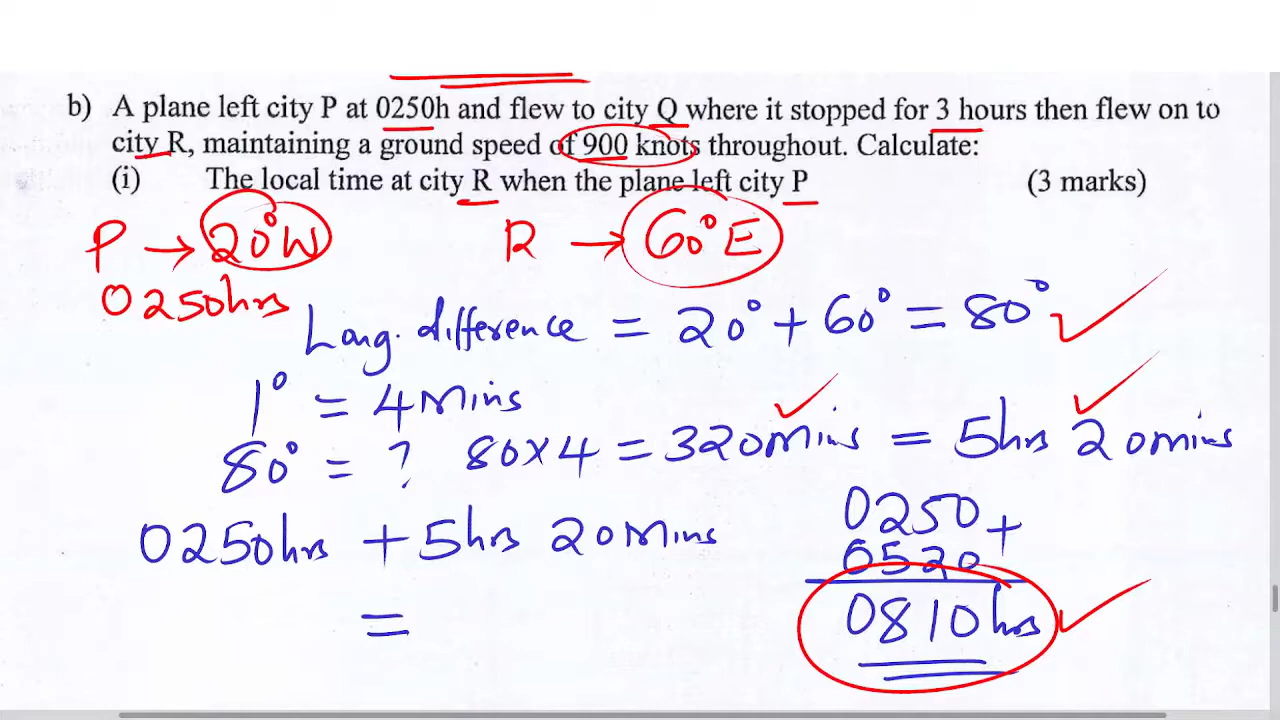 b) A plane left city P at 0250h and flew to city Q where it stopped for 3 hours then flew on to
city R, maintaining a ground speed of 900 knots throughout. Calculate:
(i) The local time at city R when the plane left city P (3 marks)
P → 20°W R → 60°E
0250hrs
Long. difference = 20° + 60° = 80°
1° = 4Mins
80° = ? 80×4 = 320mins = 5hrs 20mins
0250hrs + 5hrs 20Mins
=
0250 +
0520
0810hrs